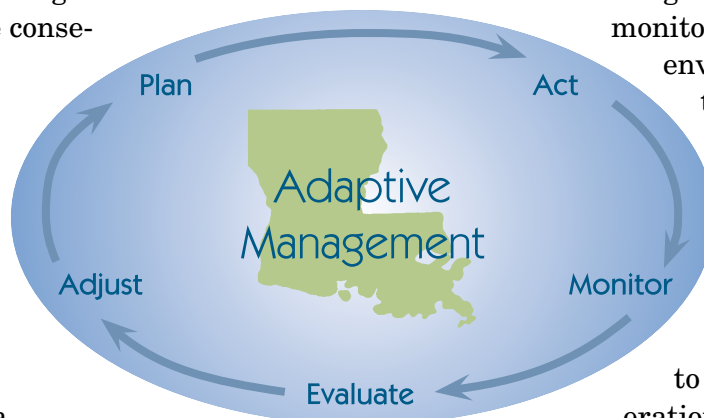 conse-
monito
env
Plan
Act
Adaptive
Management
Adjust
Monitor
Evaluate
to
eration